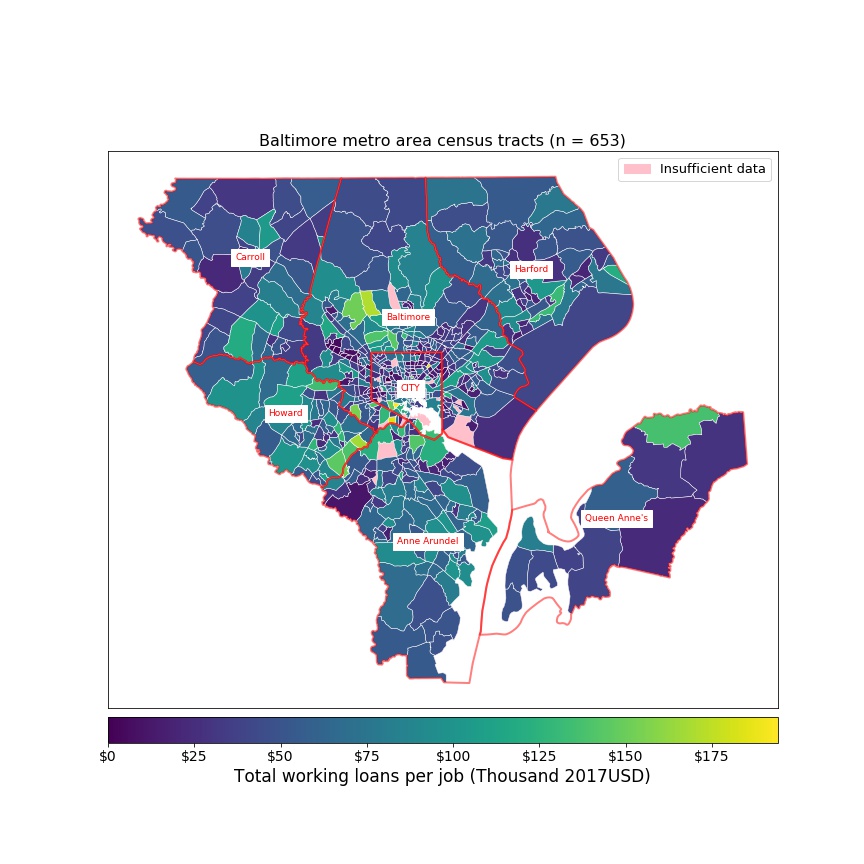 Baltimore metro area census tracts (n = 653)
Insufficient data
Carroll
Harford
Baltimore
CITY
Howard
Queen Anne's
Anne Arundel
$0 $25 $50 $75 $100 $125 $150 $175
Total working loans per job (Thousand 2017USD)